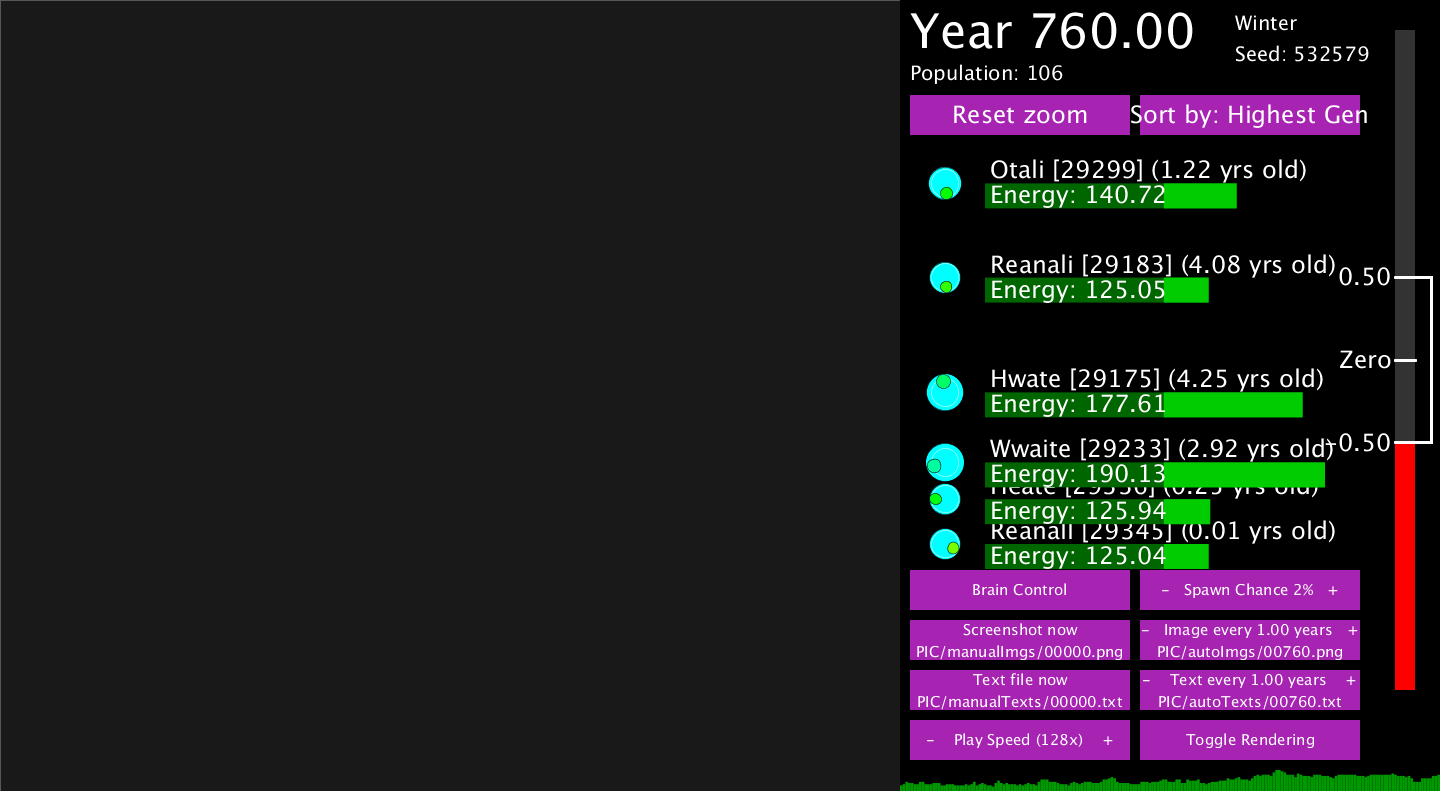 Year 760.00
Winter
Seed: 532579
Population: 106
Reset zoom
Sort by: Highest Gen
Otali [29299] (1.22 yrs old)
Energy: 140.72
Reanali [29183] (4.08 yrs old)
Energy: 125.05
0.50
Zero
Hwate [29175] (4.25 yrs old)
Energy: 177.61
-0.50
Wwaite [29233] (2.92 yrs old)
Energy: 190.13
yrs old)
Energy: 125.94
Reanali [29345] (0.01 yrs old)
Energy: 125.04
Brain Control
- Spawn Chance 2% +
Screenshot now
PIC/manualImgs/00000.png
- Image every 1.00 years +
PIC/autoImgs/00760.png
Text file now
PIC/manualTexts/00000.txt
- Text every 1.00 years +
PIC/autoTexts/00760.txt
- Play Speed (128x) +
Toggle Rendering